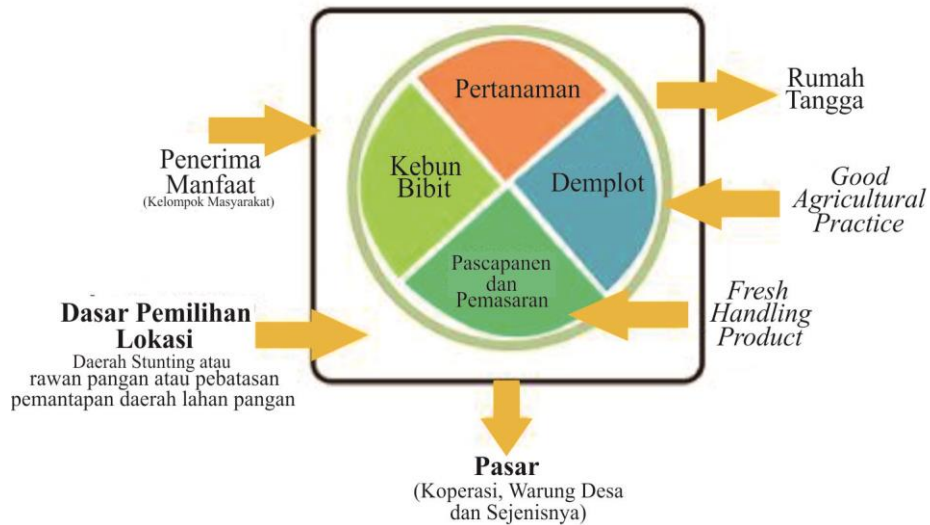 Pertanaman
Rumah
Tangga
Penerima
Manfaat
(Kelompok Masyarakat)
Kebun
Bibit
Demplot
Good
Agricultural
Practice
Pascapanen
dan
Pemasaran
Dasar Pemilihan
Lokasi
Daerah Stunting atau
rawan pangan atau pebatasan
pemantapan daerah lahan pangan
Fresh
Handling
Product
Pasar
(Koperasi, Warung Desa
dan Sejenisnya)